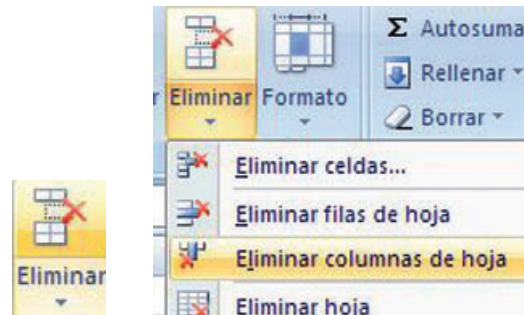 Σ Autosuma
Rellenar
Eliminar Formato
Borrar
Eliminar celdas...
Eliminar filas de hoja
Eliminar columnas de hoja
Eliminar hoja
Eliminar